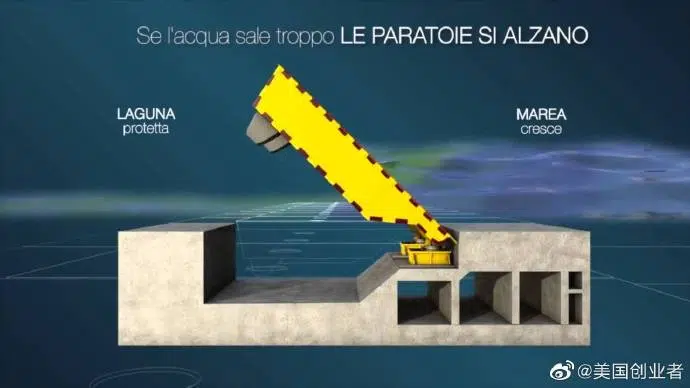 Se l'acqua sale troppo LE PARATOIE SI ALZANO
LAGUNA
protetta
MAREA
cresce
@美国创业者